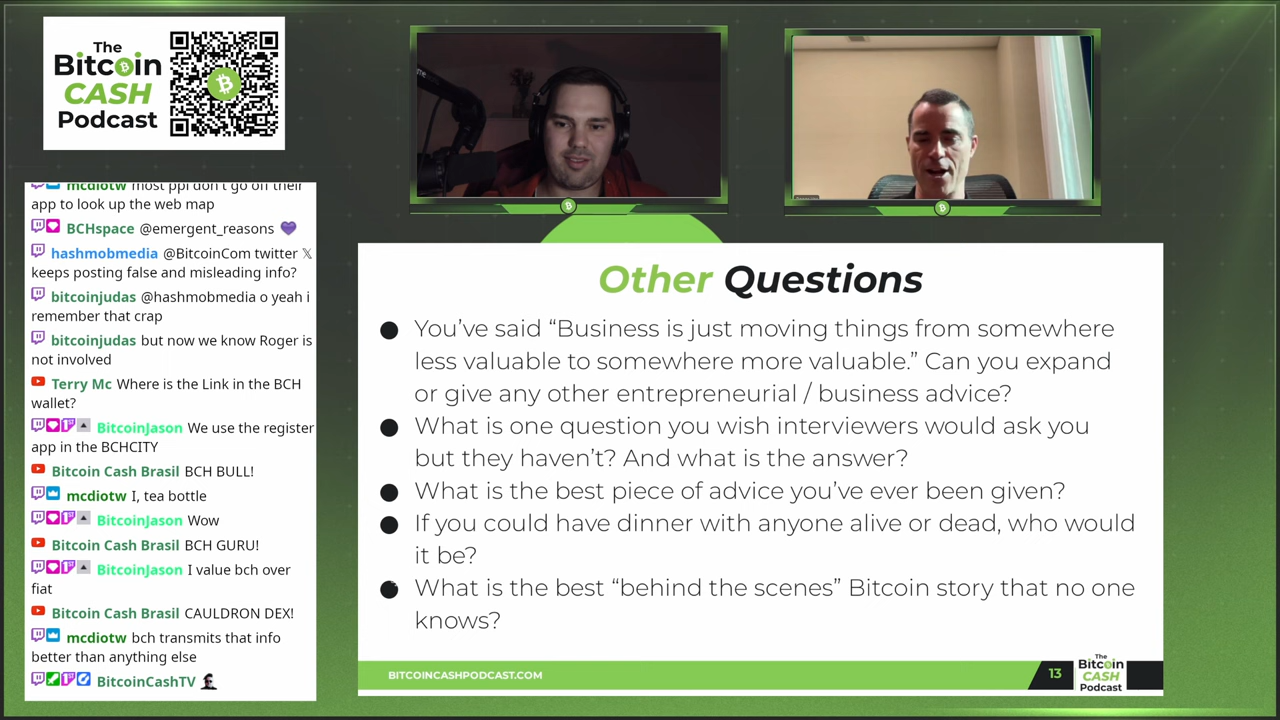 The
Bitcoin
CASH
Podcast
mcdiotw most ppl don't go off their
app to look up the web map
BCHspace @emergent_reasons 💜
hashmobmedia @BitcoinCom twitter 𝕏
keeps posting false and misleading info?
bitcoinjudas @hashmobmedia o yeah i
remember that crap
bitcoinjudas but now we know Roger is
not involved
Terry Mc Where is the Link in the BCH
wallet?
BitcoinJason We use the register
app in the BCHCITY
Bitcoin Cash Brasil BCH BULL!
mcdiotw I, tea bottle
BitcoinJason Wow
Bitcoin Cash Brasil BCH GURU!
BitcoinJason I value bch over
fiat
Bitcoin Cash Brasil CAULDRON DEX!
mcdiotw bch transmits that info
better than anything else
BitcoinCashTV
Other Questions
● You've said “Business is just moving things from somewhere
less valuable to somewhere more valuable.” Can you expand
or give any other entrepreneurial / business advice?
● What is one question you wish interviewers would ask you
but they haven't? And what is the answer?
● What is the best piece of advice you've ever been given?
● If you could have dinner with anyone alive or dead, who would
it be?
● What is the best “behind the scenes” Bitcoin story that no one
knows?
BITCOINCASHPODCAST.COM
13
The
Bitcoin
CASH
Podcast